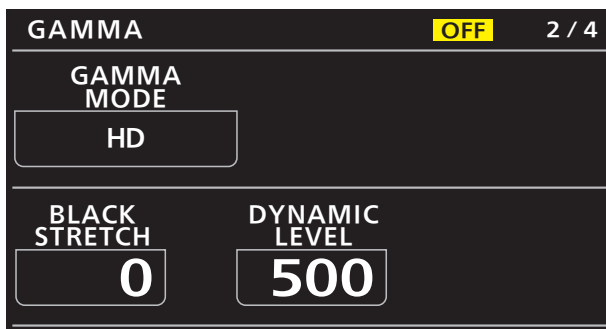 GAMMA OFF 2/4
GAMMA
MODE
HD
BLACK
STRETCH
0
DYNAMIC
LEVEL
500